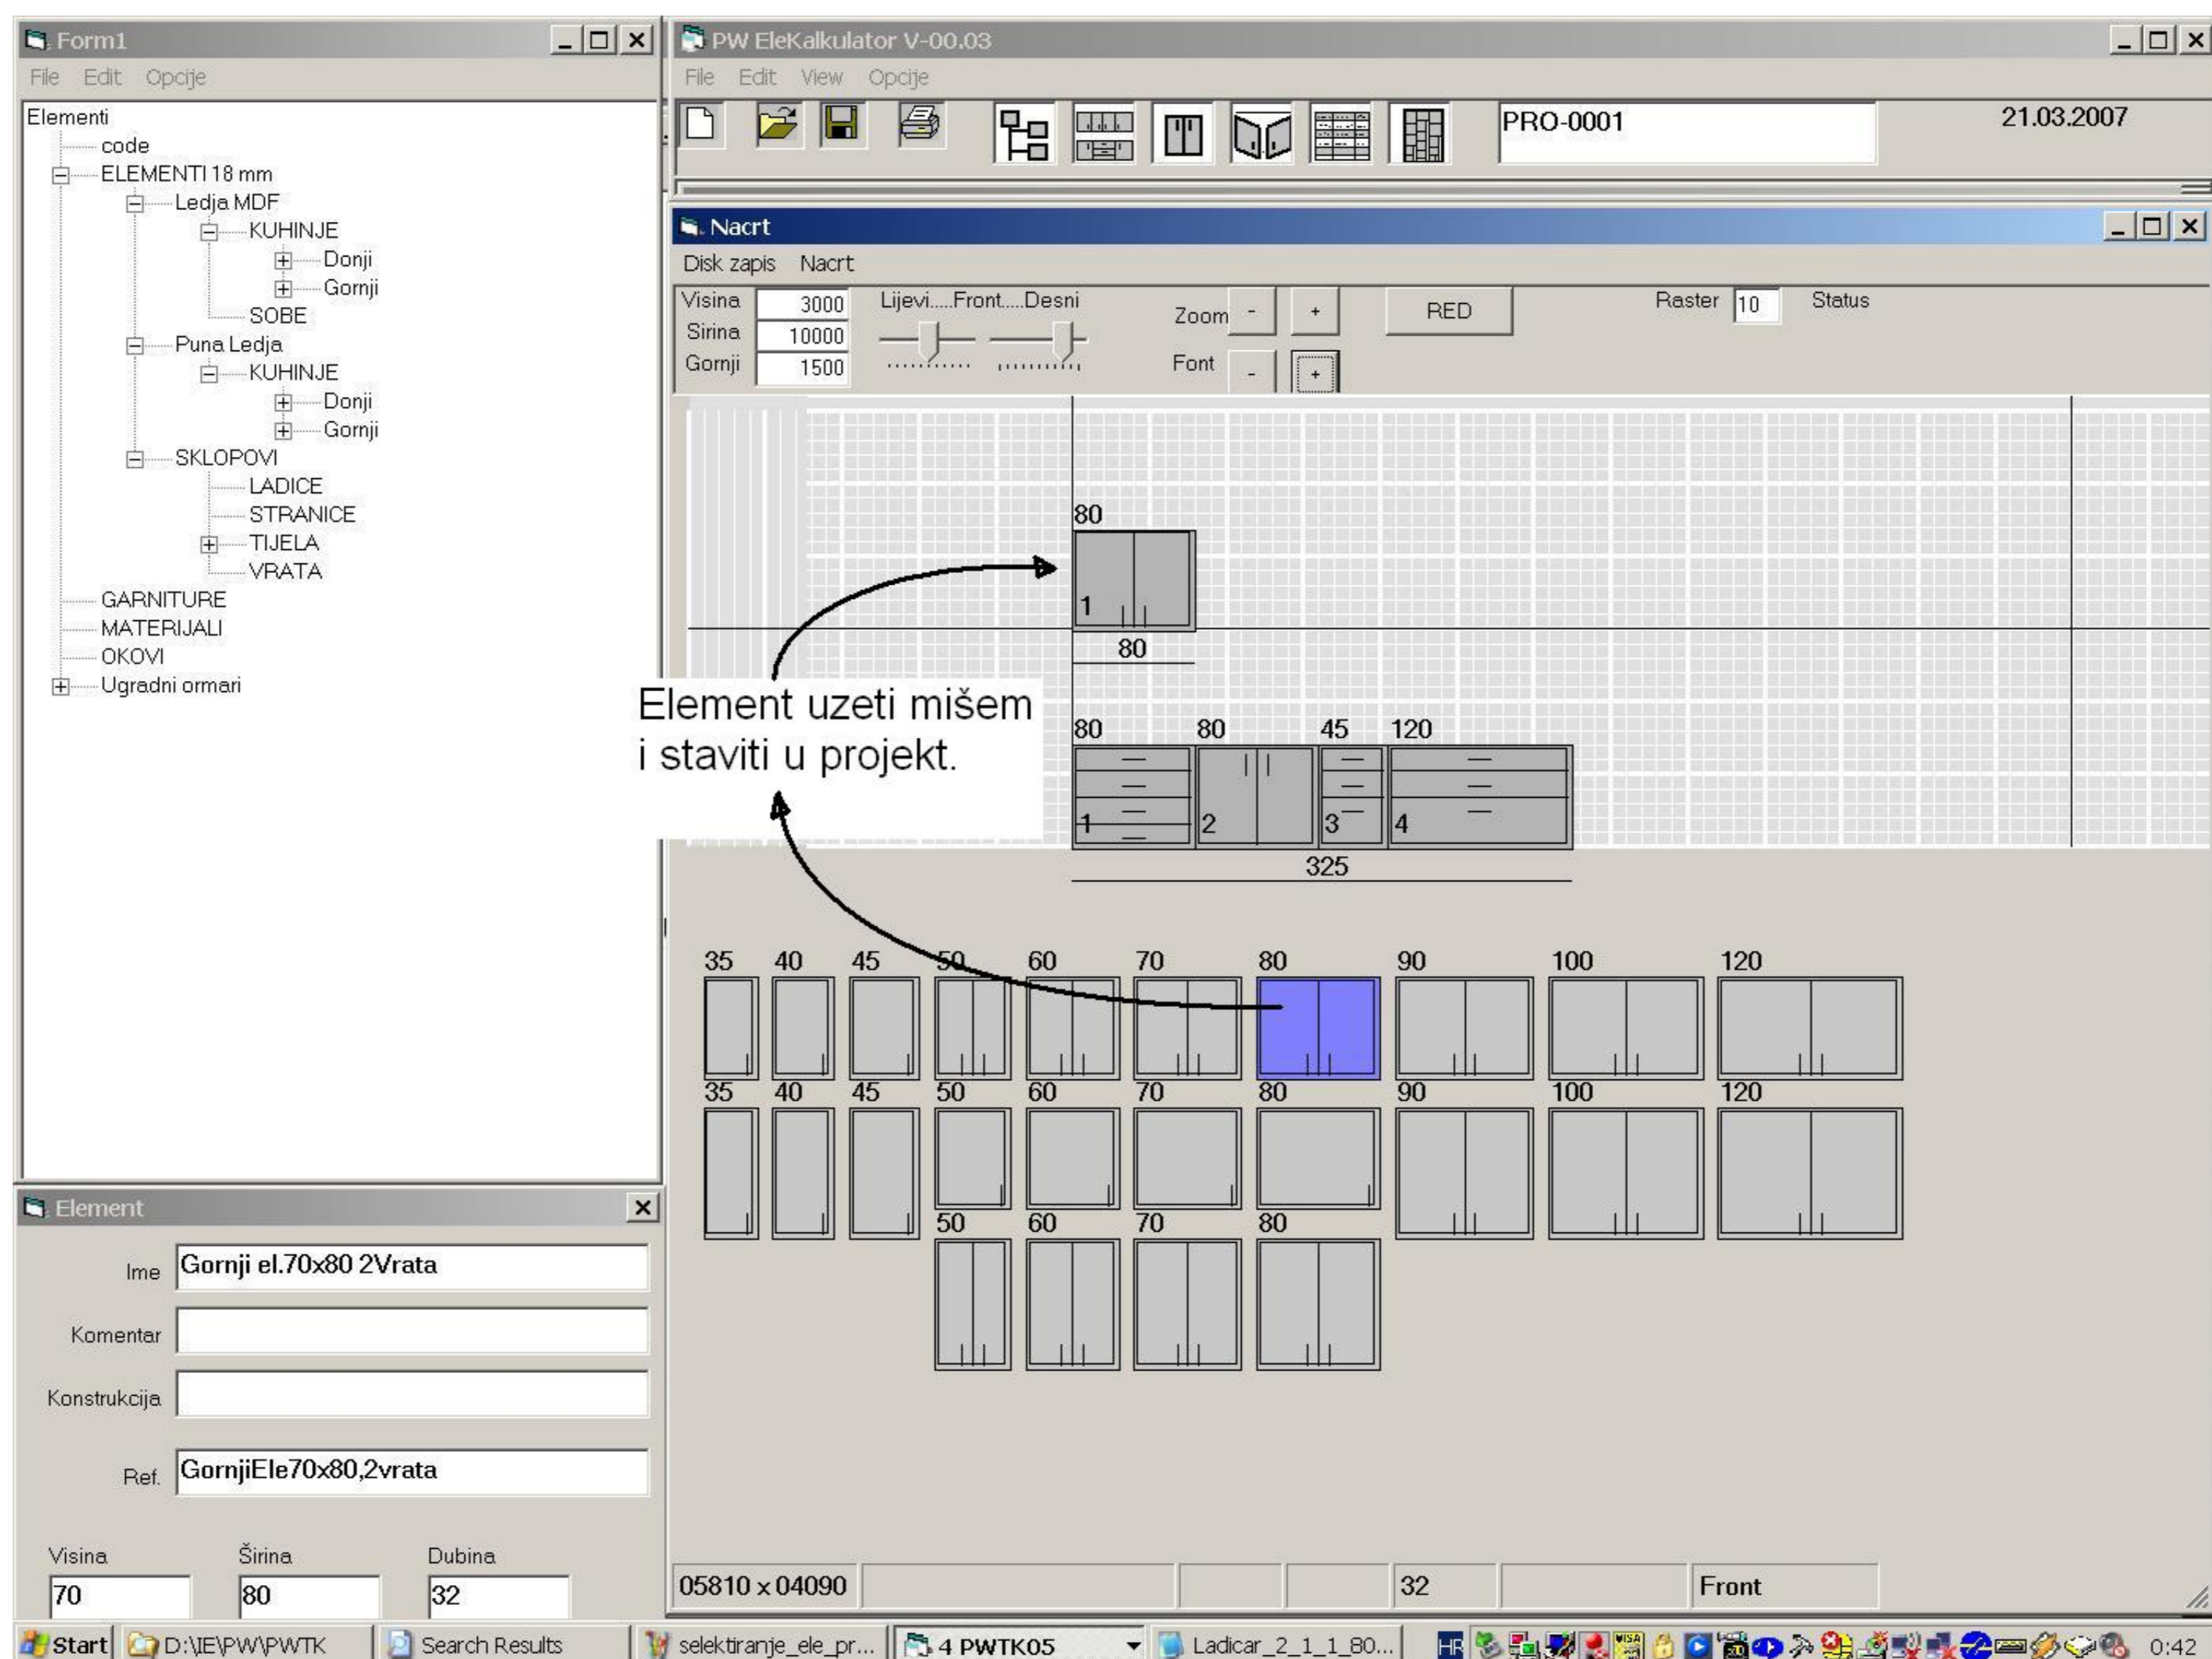 Form1
File Edit Opcije
Elementi
code
ELEMENTI 18 mm
Ledja MDF
KUHINJE
Donji
Gornji
SOBE
Puna Ledja
KUHINJE
Donji
Gornji
SKLOPOVI
LADICE
STRANICE
TIJELA
VRATA
GARNITURE
MATERIJALI
OKOVI
Ugradni ormari
PW EleKalkulator V-00.03
File Edit View Opcije
PRO-0001
21.03.2007
Nacrt
Disk zapis Nacrt
Visina 3000 Lijevi....Front....Desni Zoom - + RED Raster 10 Status
Sirina 10000
Gornji 1500 Font - +
80
1
80
Element uzeti mišem
i staviti u projekt.
80 80 45 120
1 2 3 4
325
35 40 45 50 60 70 80 90 100 120
35 40 45 50 60 70 80 90 100 120
50 60 70 80
Element
Ime Gornji el.70x80 2Vrata
Komentar
Konstrukcija
Ref. GornjiEle70x80,2vrata
Visina Širina Dubina
70 80 32
05810 x 04090 32 Front
Start D:\IE\PW\PWTK Search Results selektiranje_ele_pr... 4 PWTK05 Ladicar_2_1_1_80... HR 0:42